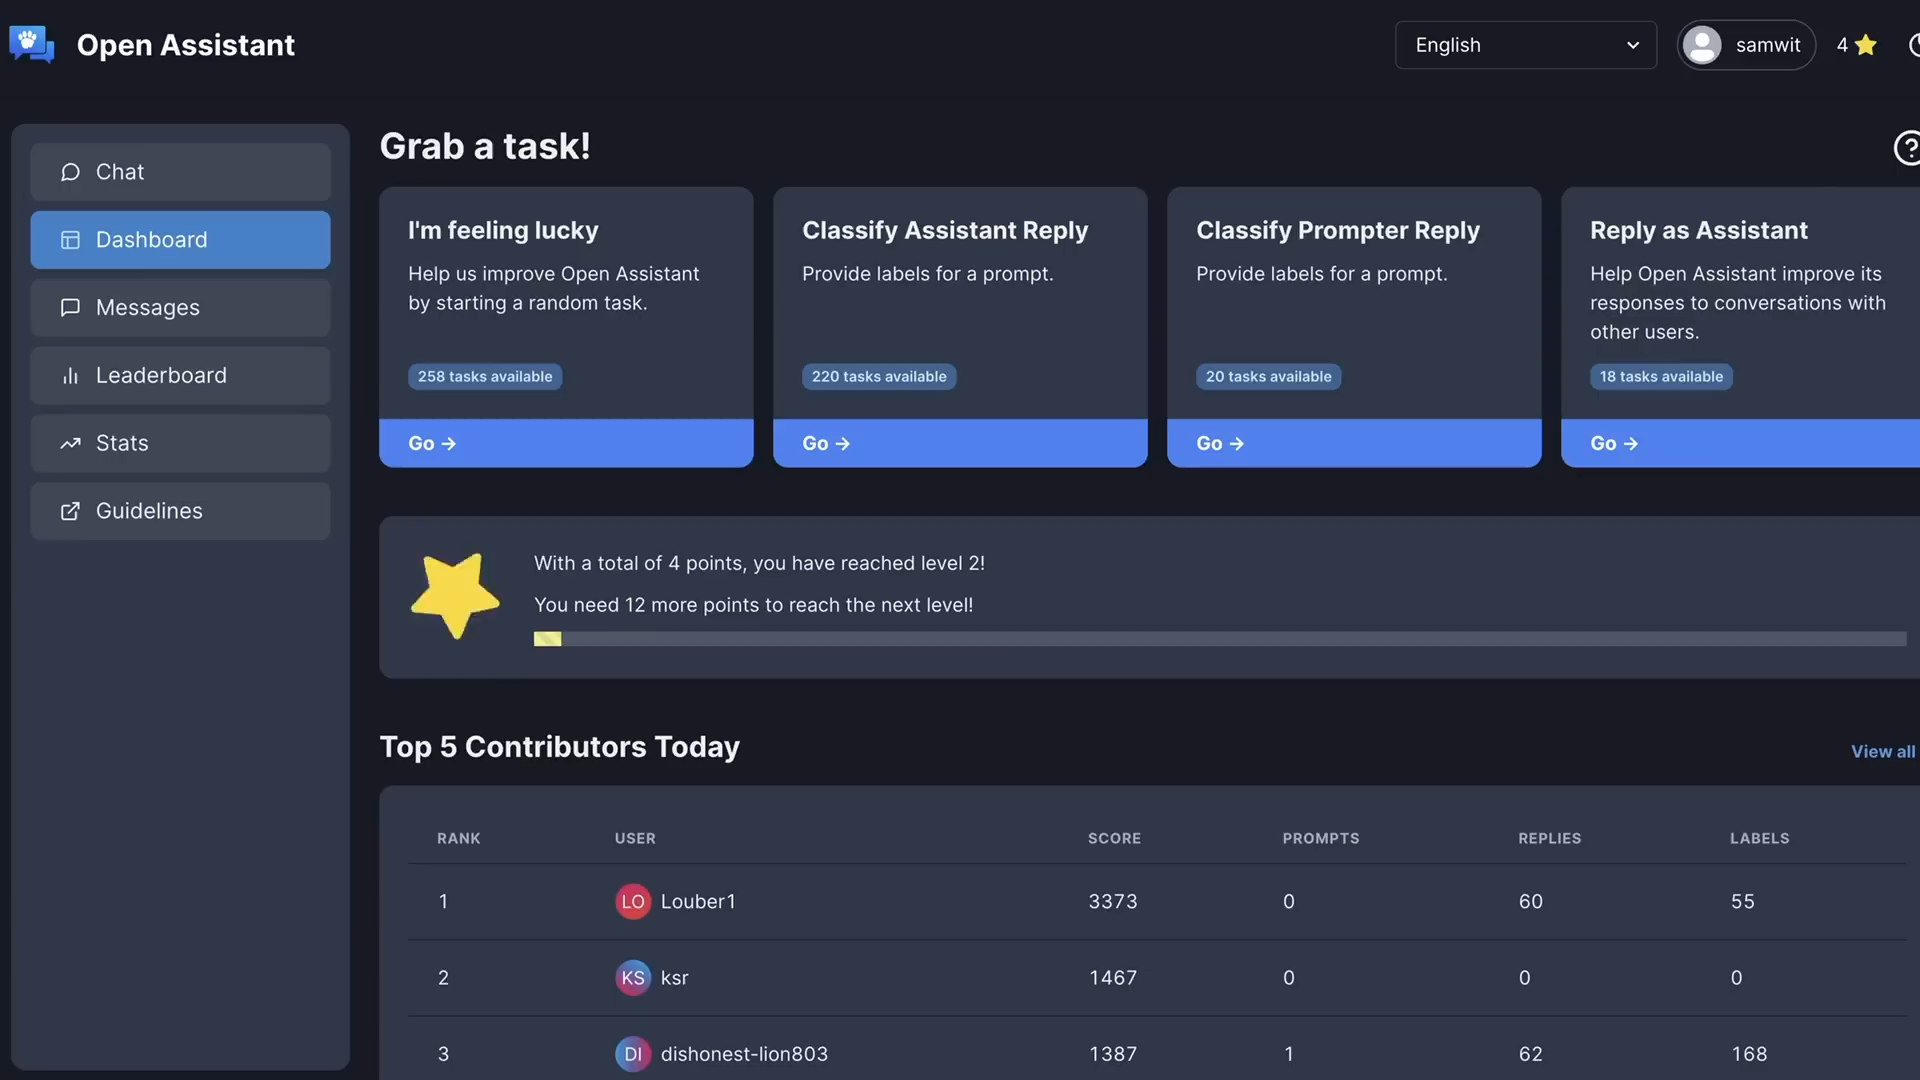 Open Assistant
English
samwit
4
Chat
Dashboard
Messages
Leaderboard
Stats
Guidelines
Grab a task!
I'm feeling lucky
Help us improve Open Assistant
by starting a random task.
258 tasks available
Go →
Classify Assistant Reply
Provide labels for a prompt.
220 tasks available
Go →
Classify Prompter Reply
Provide labels for a prompt.
20 tasks available
Go →
Reply as Assistant
Help Open Assistant improve its
responses to conversations with
other users.
18 tasks available
Go →
With a total of 4 points, you have reached level 2!
You need 12 more points to reach the next level!
Top 5 Contributors Today
View all
RANK USER SCORE PROMPTS REPLIES LABELS
1 LO Louber1 3373 0 60 55
2 KS ksr 1467 0 0 0
3 DI dishonest-lion803 1387 1 62 168